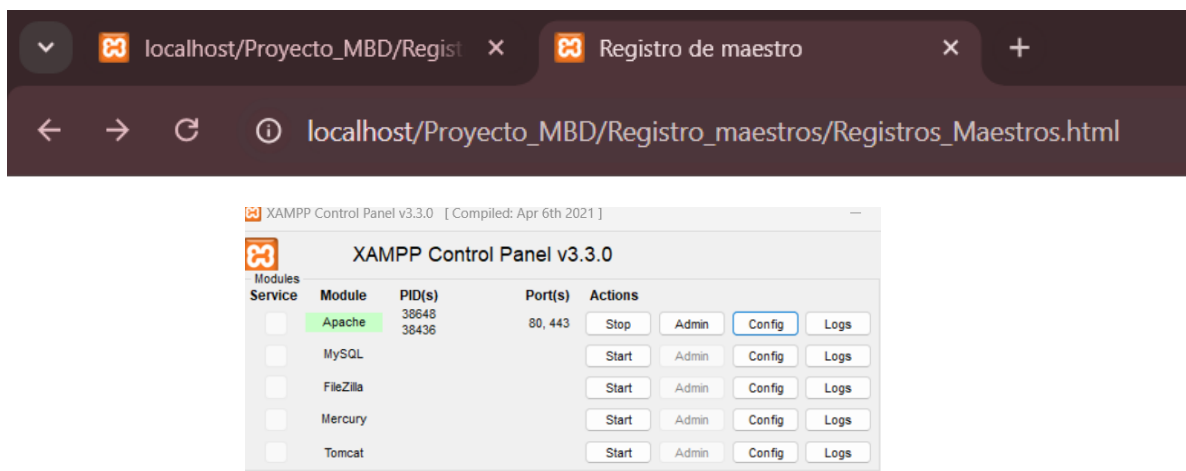 localhost/Proyecto_MBD/Regist
Registro de maestro
localhost/Proyecto_MBD/Registro_maestros/Registros_Maestros.html
XAMPP Control Panel v3.3.0 [ Compiled: Apr 6th 2021 ]
XAMPP Control Panel v3.3.0
Modules
Service Module PID(s) Port(s) Actions
Apache 38648 38436 80, 443 Stop Admin Config Logs
MySQL Start Admin Config Logs
FileZilla Start Admin Config Logs
Mercury Start Admin Config Logs
Tomcat Start Admin Config Logs